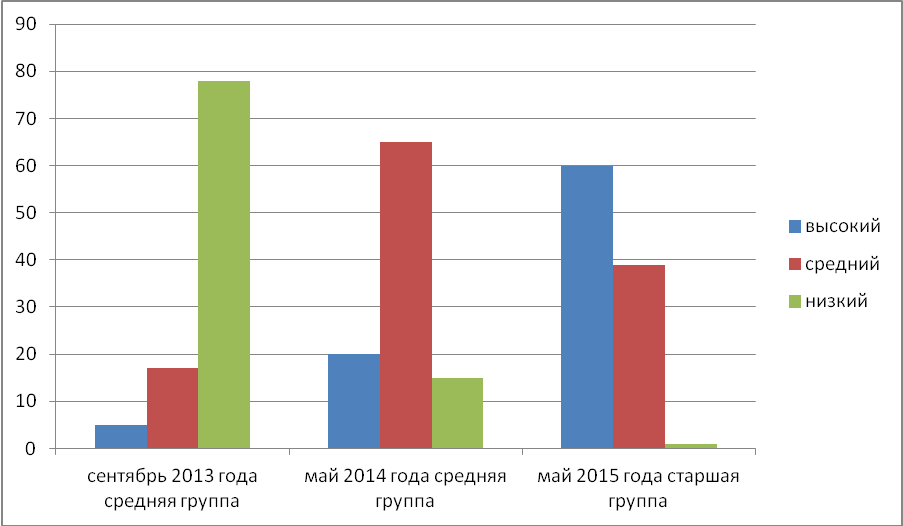 90
80
70
60
50
40
30
20
10
0
сентябрь 2013 года
средняя группа
май 2014 года средняя
группа
май 2015 года старшая
группа
высокий
средний
низкий